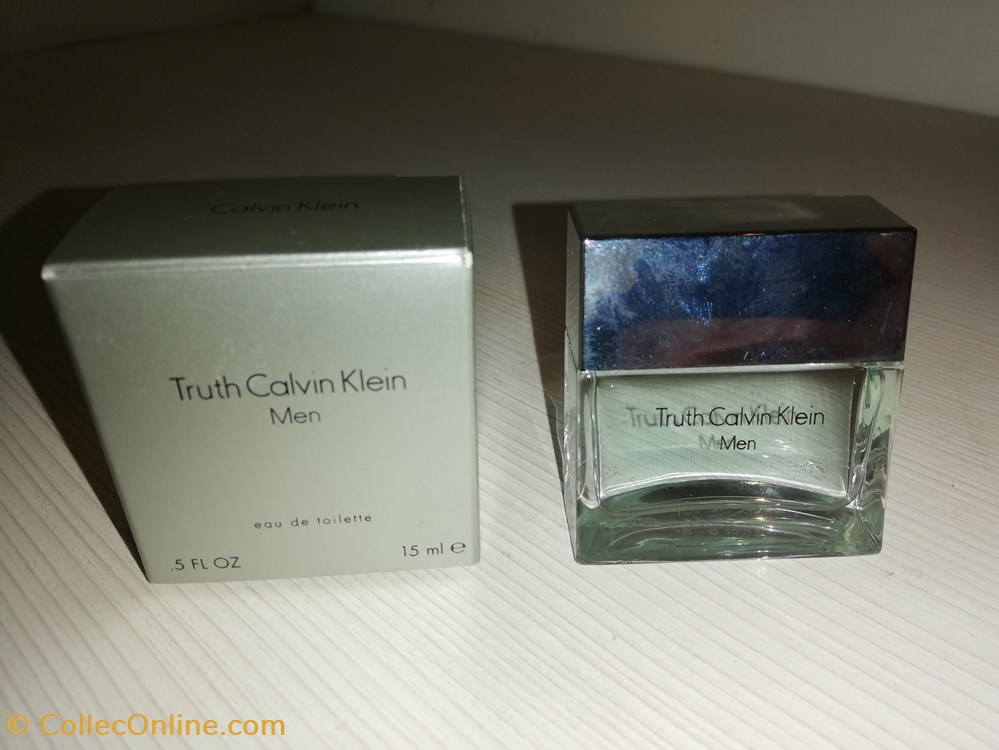 Calvin Klein
Truth Calvin Klein
Men
eau de toilette
.5 FL OZ
15 ml ℮
Truth Calvin Klein
Men
© CollecOnline.com